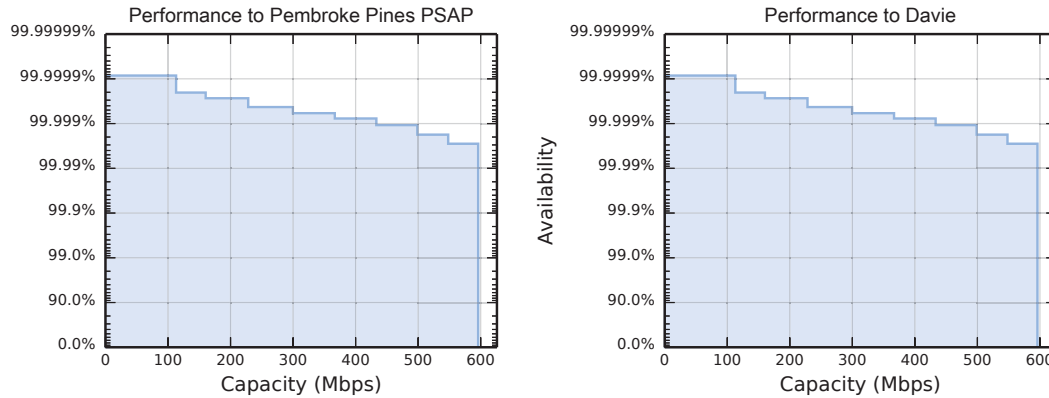 Performance to Pembroke Pines PSAP
99.99999%
99.9999%
99.999%
99.99%
99.9%
99.0%
90.0%
0.0%
0 100 200 300 400 500 600
Capacity (Mbps)
Performance to Davie
Availability
99.99999%
99.9999%
99.999%
99.99%
99.9%
99.0%
90.0%
0.0%
0 100 200 300 400 500 600
Capacity (Mbps)